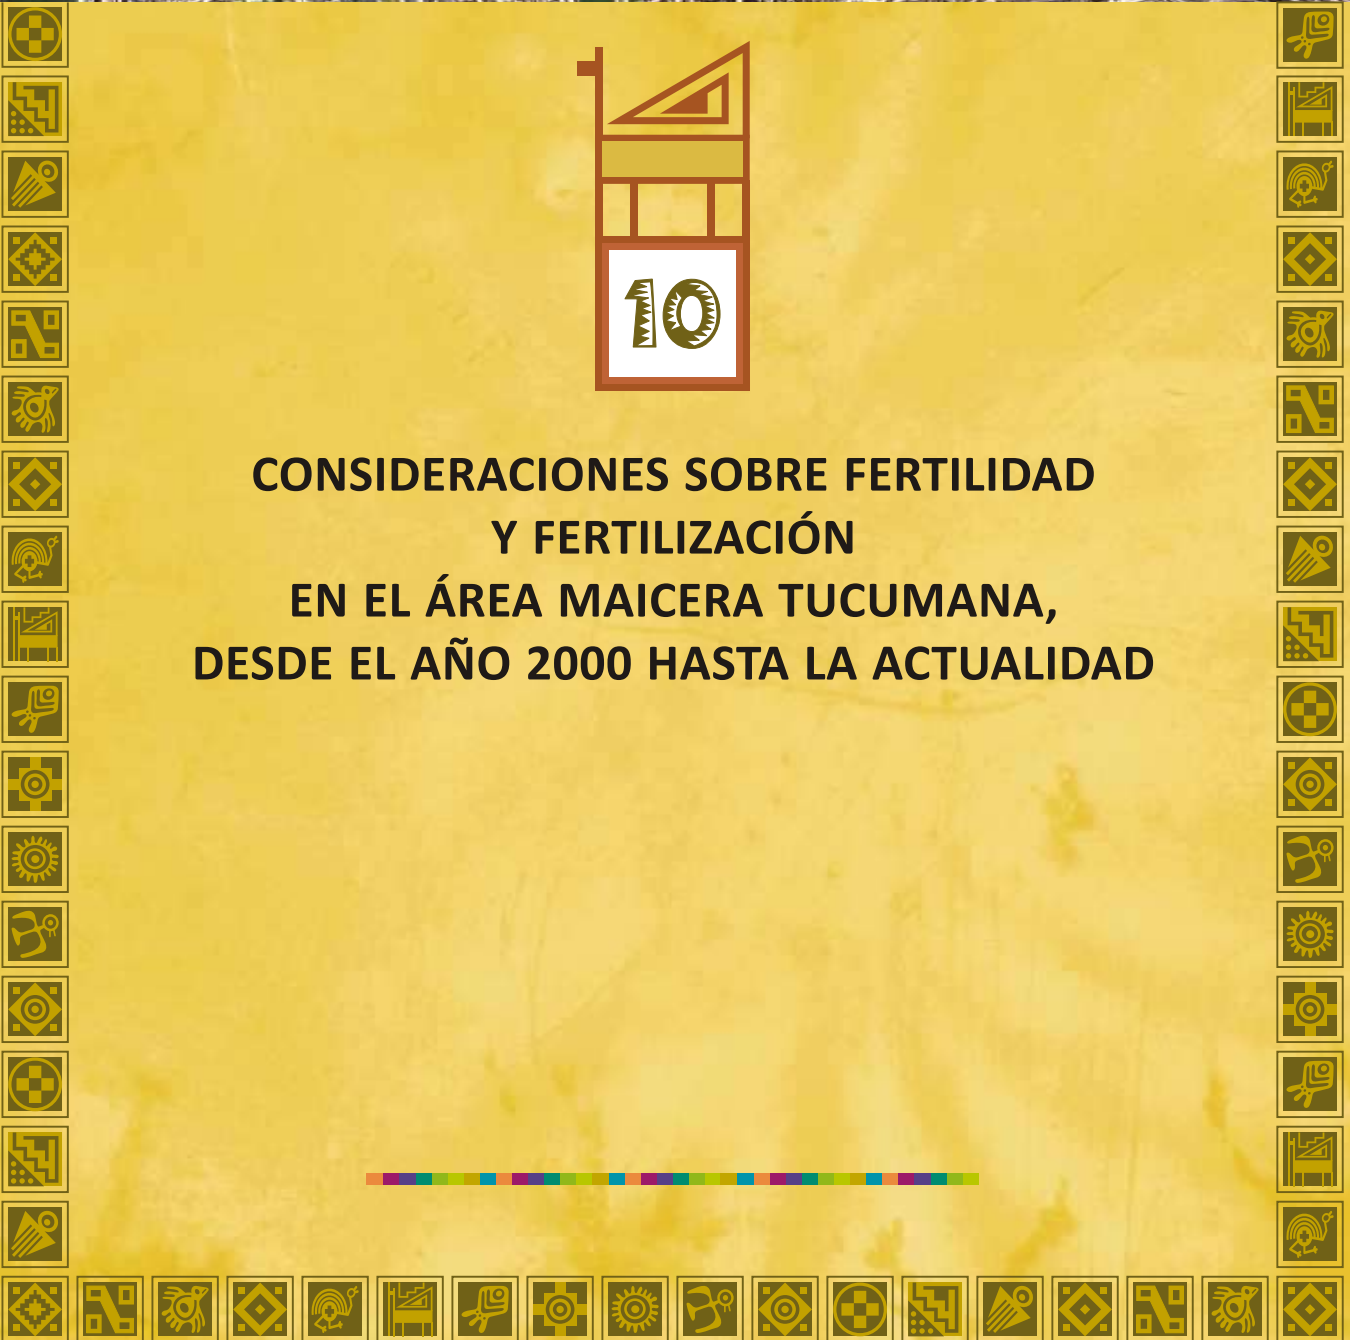 10
CONSIDERACIONES SOBRE FERTILIDAD
Y FERTILIZACIÓN
EN EL ÁREA MAICERA TUCUMANA,
DESDE EL AÑO 2000 HASTA LA ACTUALIDAD